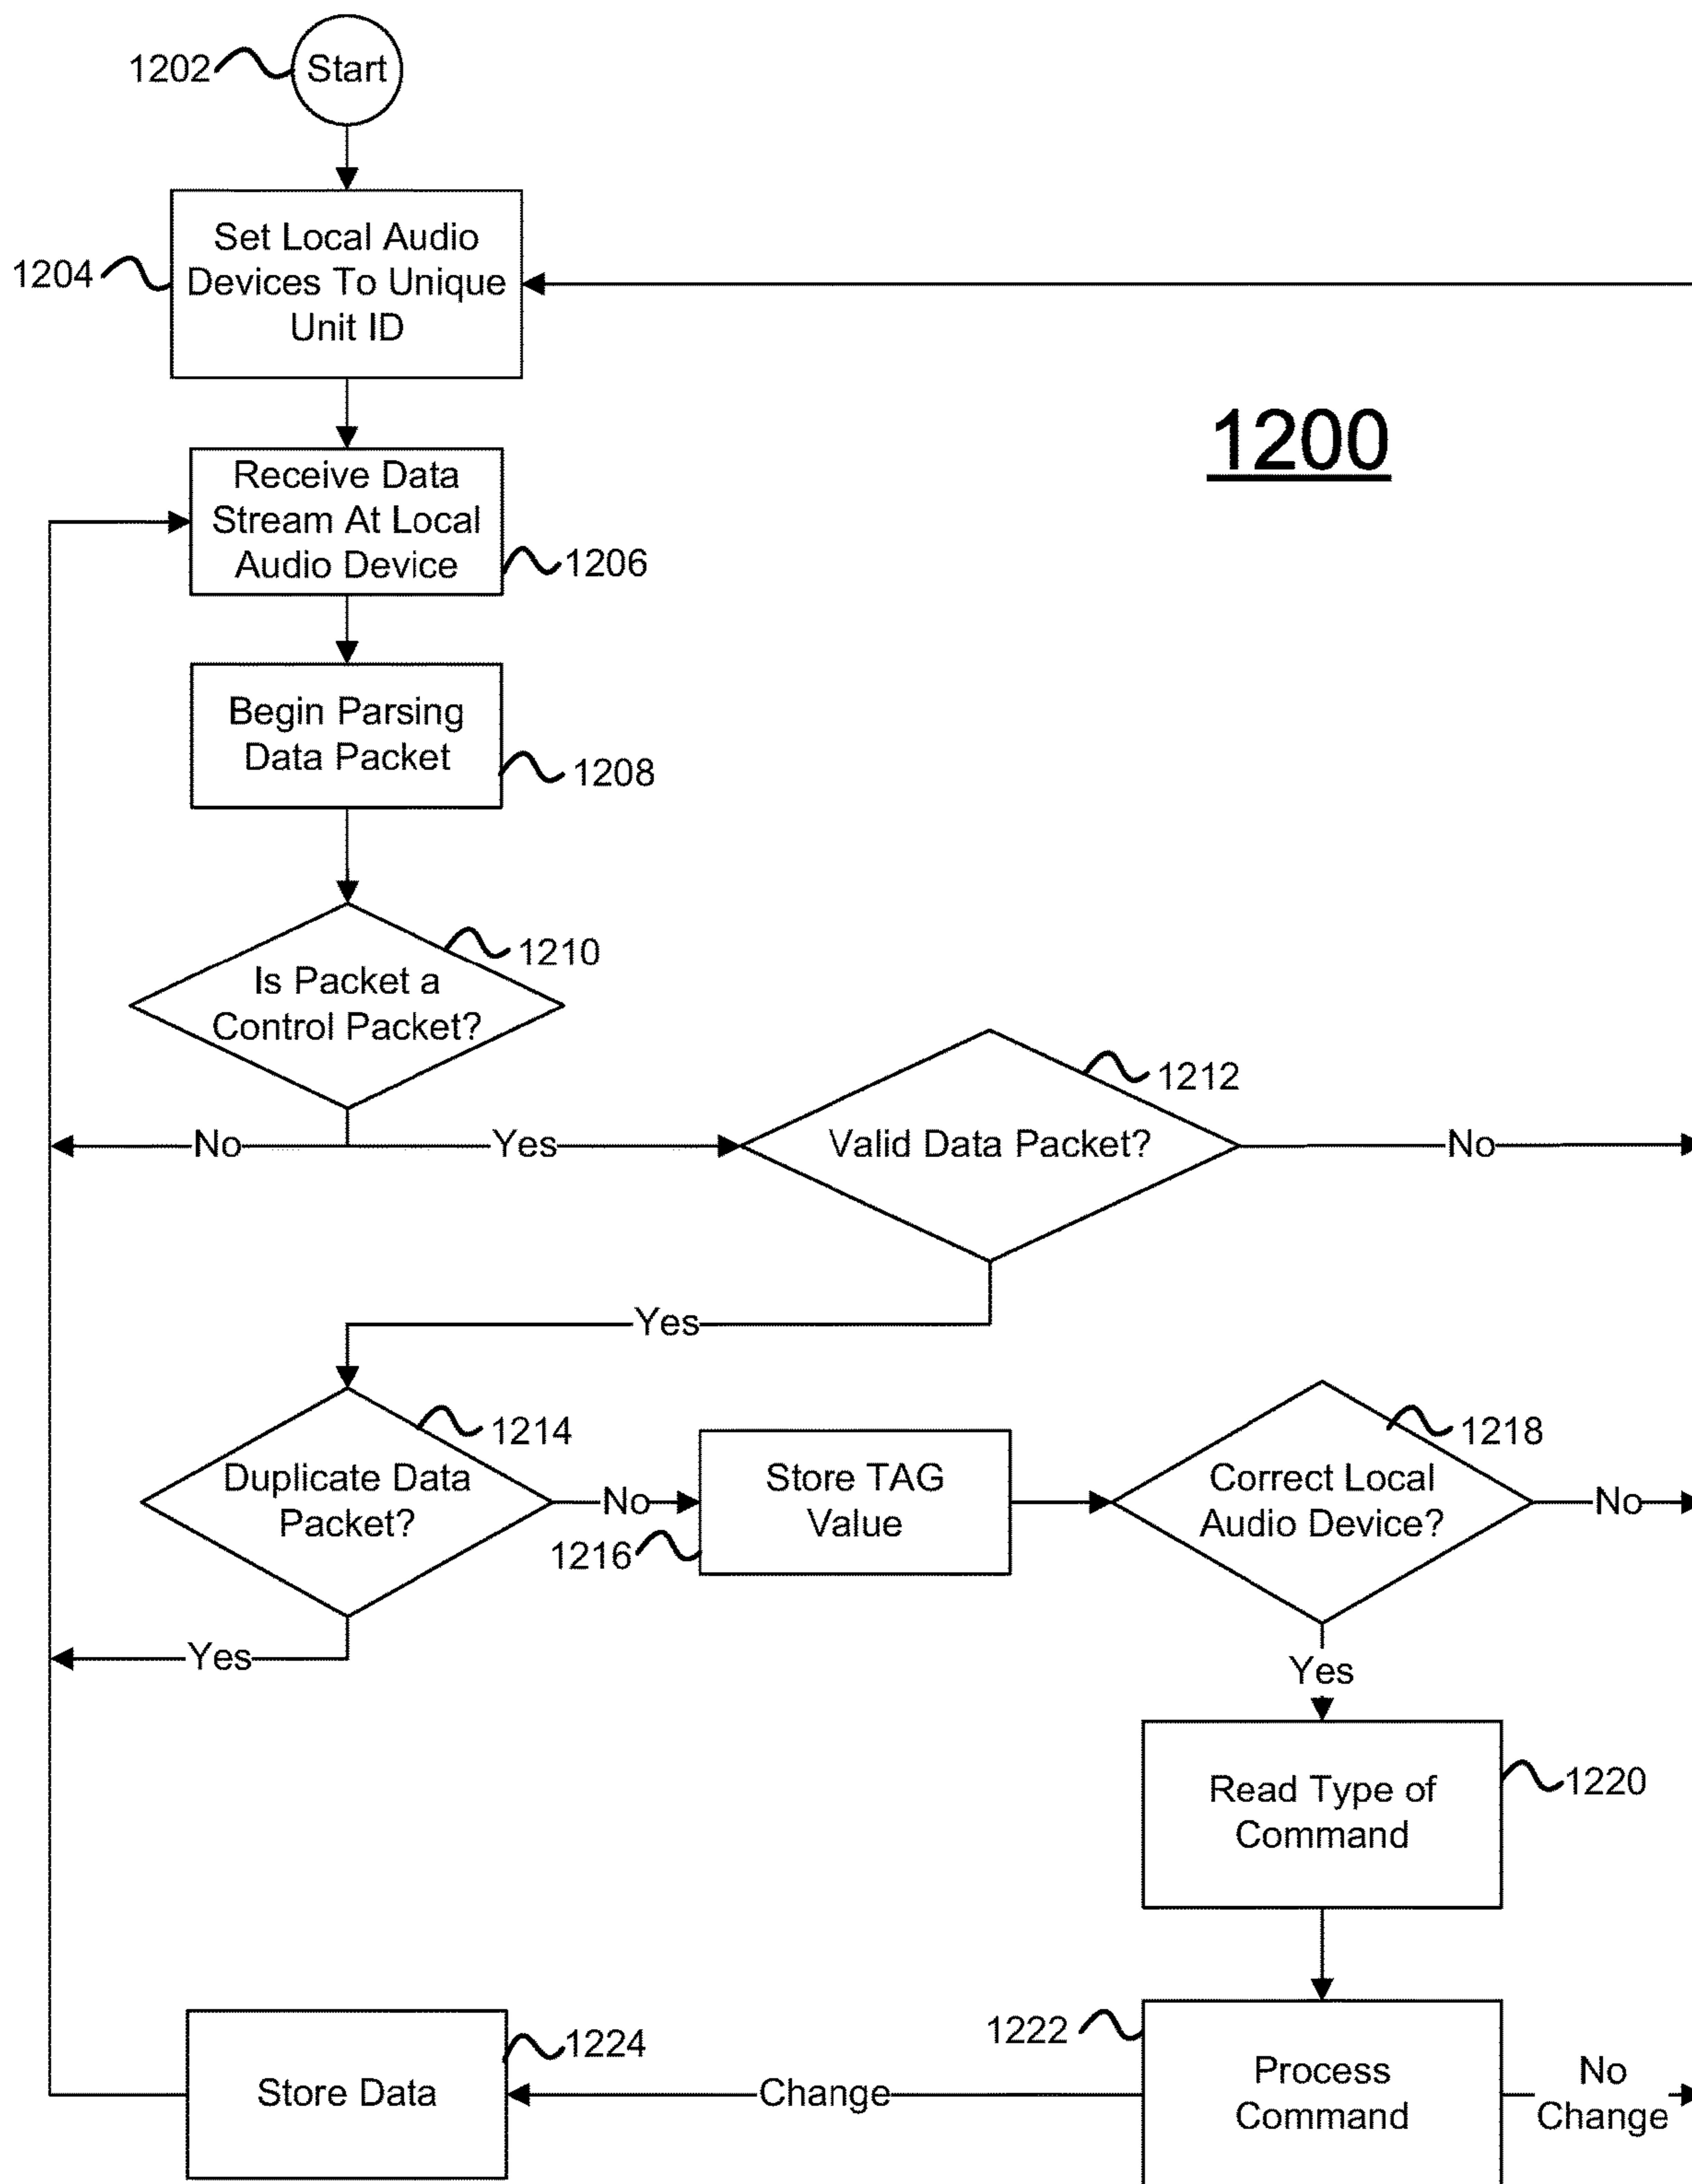 1202
Start
Set Local Audio
Devices To Unique
Unit ID
1204
1200
Receive Data
Stream At Local
Audio Device
1206
Begin Parsing
Data Packet
1208
1210
Is Packet a
Control Packet?
No
Yes
1212
Valid Data Packet?
No
Yes
1214
Duplicate Data
Packet?
No
Yes
Store TAG
Value
1216
1218
Correct Local
Audio Device?
No
Yes
Read Type of
Command
1220
1222
Process
Command
No
Change
Change
1224
Store Data